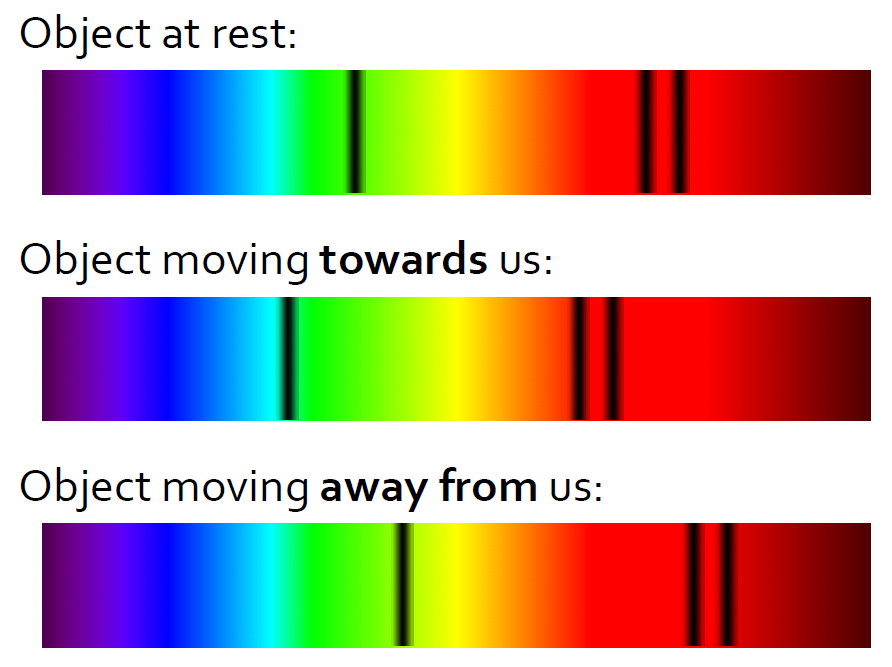 Object at rest:
Object moving towards us:
Object moving away from us: